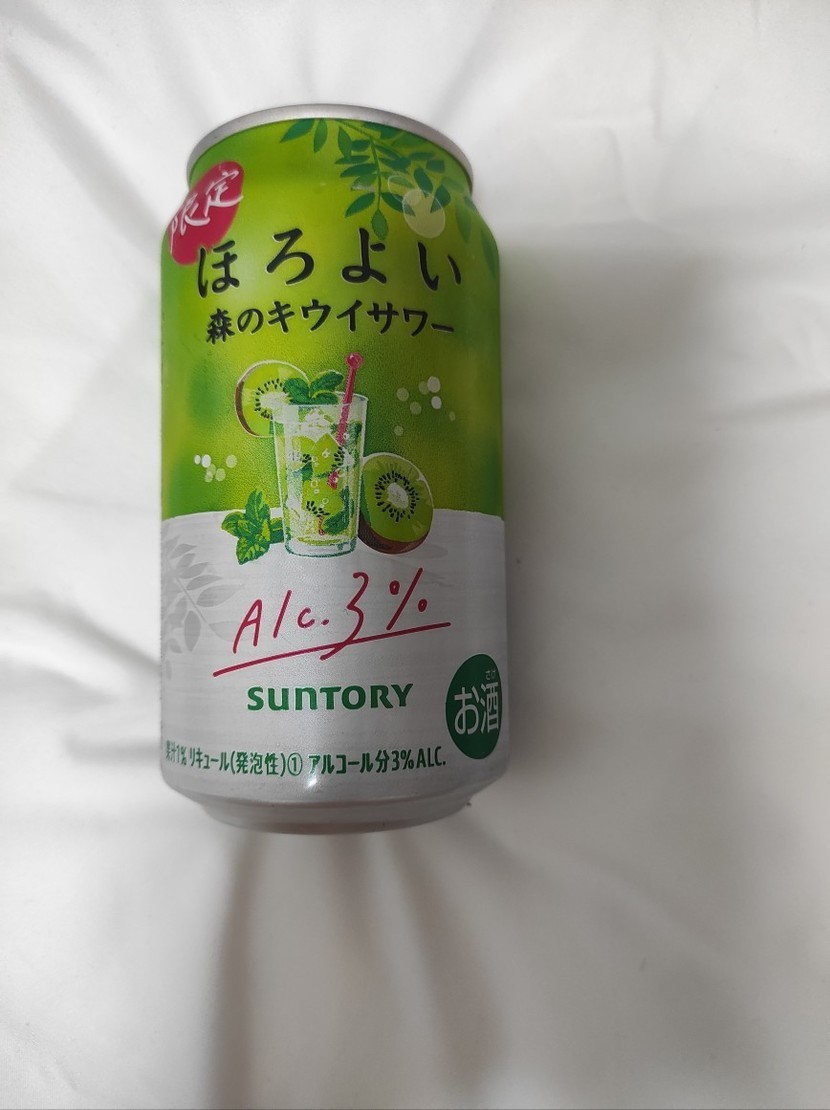 限定
ほろよい
森のキウイサワー
Alc.3%
SUNTORY
さけ
お酒
果汁1% リキュール(発泡性)① アルコール分3%ALC.